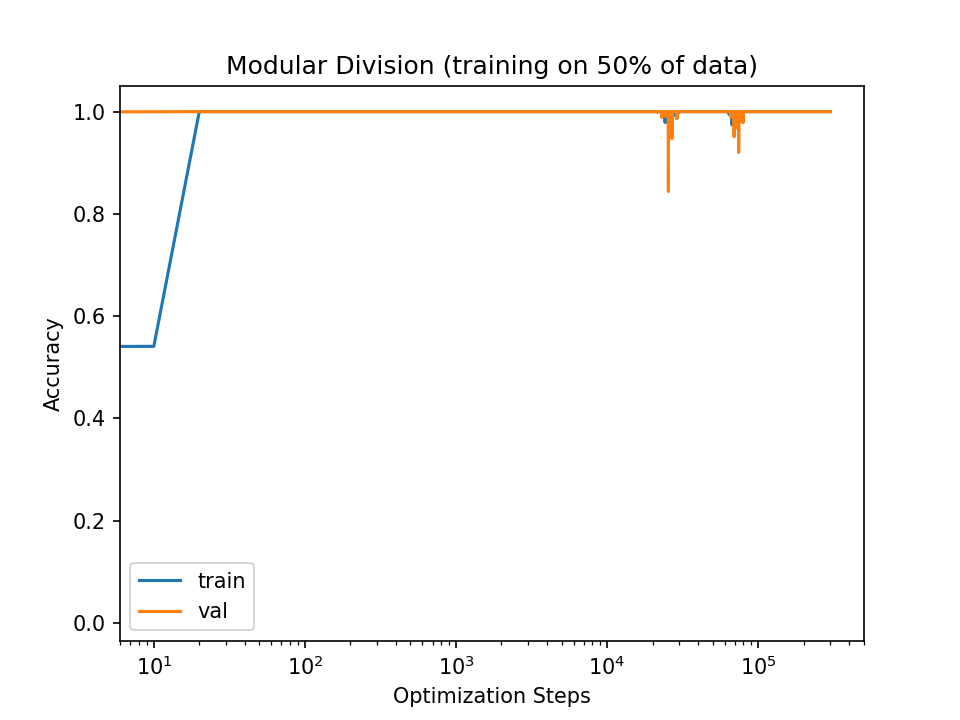 Modular Division (training on 50% of data)
1.0
0.8
0.6
0.4
0.2
0.0
Accuracy
train
val
10¹ 10² 10³ 10⁴ 10⁵
Optimization Steps